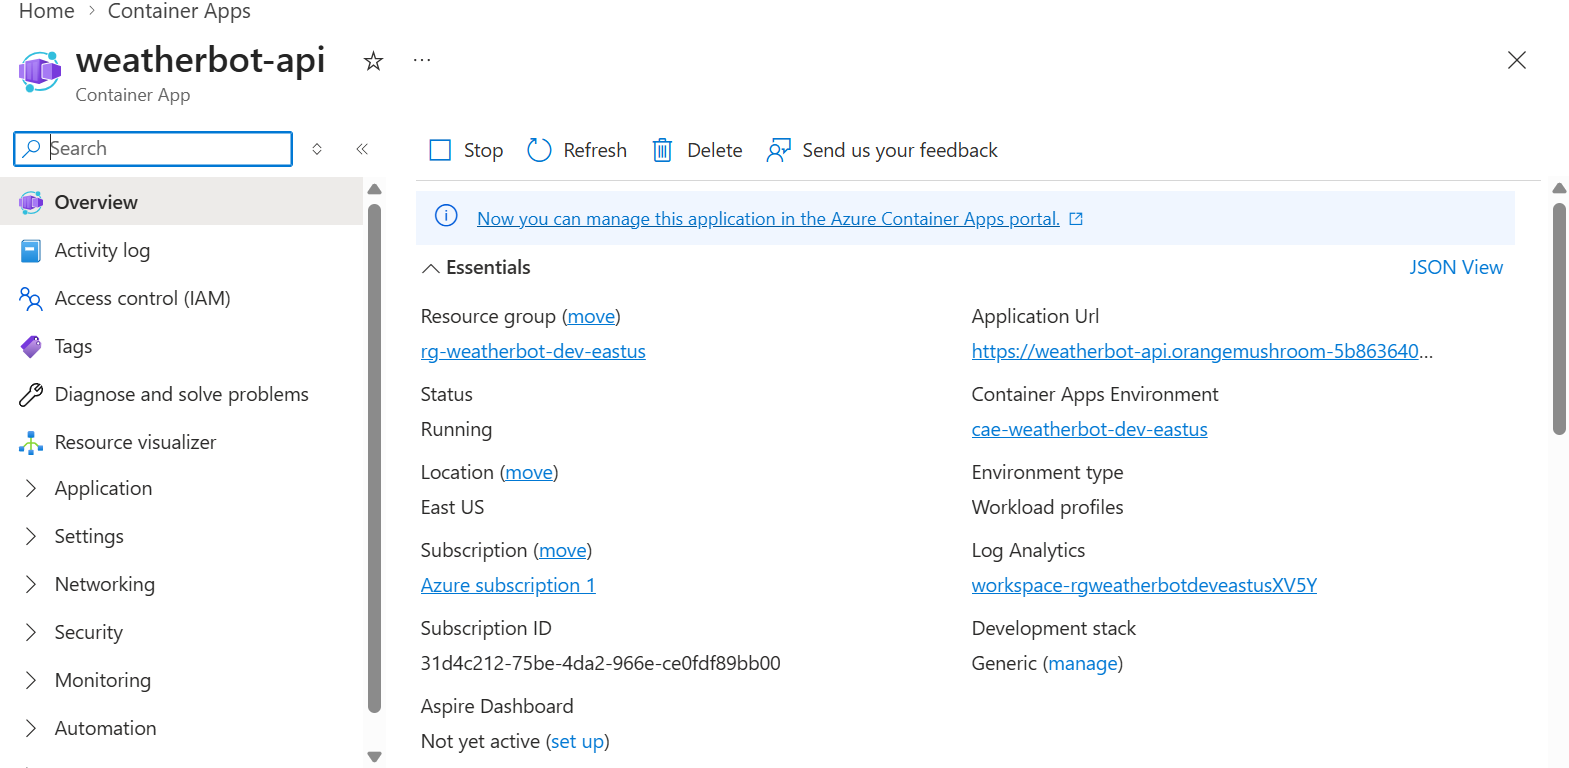 Home > Container Apps
weatherbot-api
Container App
Search
Stop Refresh Delete Send us your feedback
Overview
Activity log
Access control (IAM)
Tags
Diagnose and solve problems
Resource visualizer
Application
Settings
Networking
Security
Monitoring
Automation
Now you can manage this application in the Azure Container Apps portal.
Essentials
JSON View
Resource group (move)
rg-weatherbot-dev-eastus
Status
Running
Location (move)
East US
Subscription (move)
Azure subscription 1
Subscription ID
31d4c212-75be-4da2-966e-ce0fdf89bb00
Aspire Dashboard
Not yet active (set up)
Application Url
https://weatherbot-api.orangemushroom-5b863640...
Container Apps Environment
cae-weatherbot-dev-eastus
Environment type
Workload profiles
Log Analytics
workspace-rgweatherbotdeveastusXV5Y
Development stack
Generic (manage)